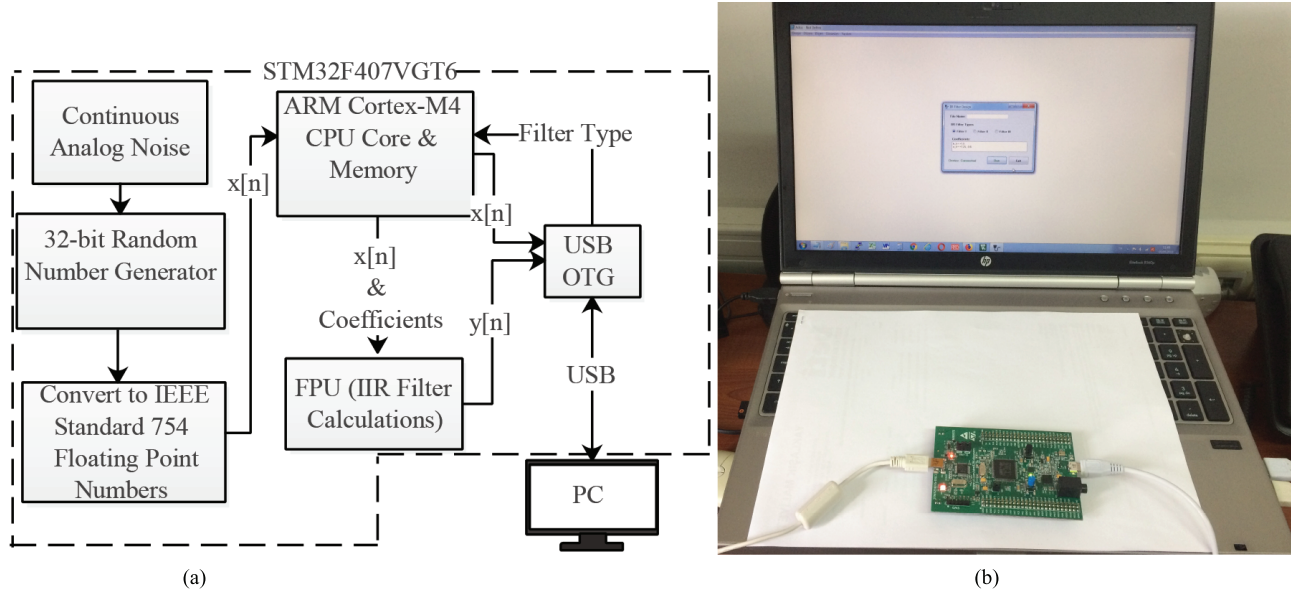 STM32F407VGT6
Continuous
Analog Noise
32-bit Random
Number Generator
Convert to IEEE
Standard 754
Floating Point
Numbers
x[n]
ARM Cortex-M4
CPU Core &
Memory
Filter Type
x[n]
x[n]
&
Coefficients
FPU (IIR Filter
Calculations)
y[n]
USB
OTG
USB
PC
hp
(a)
(b)